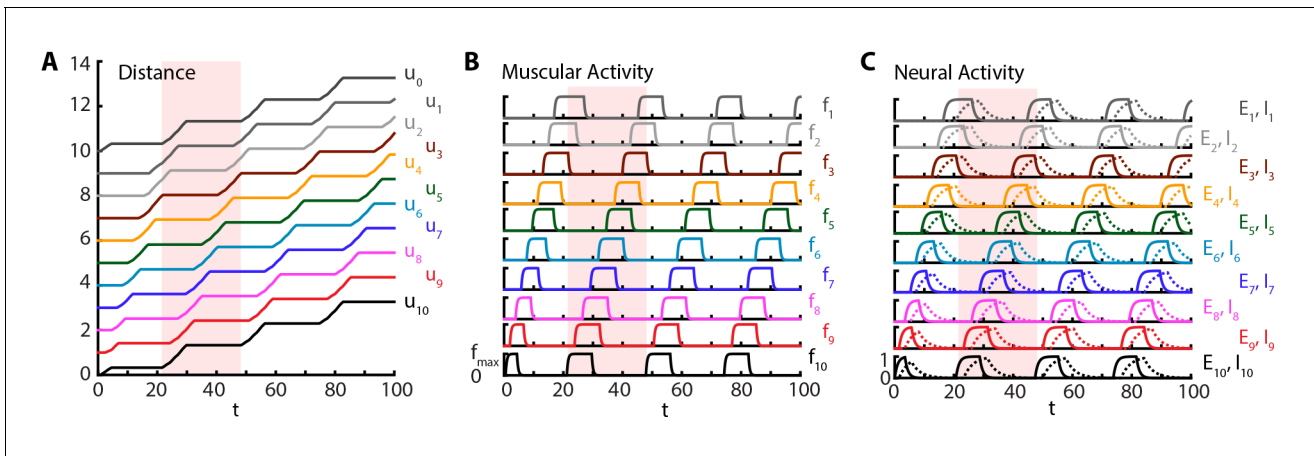 A
Distance
14
12
10
8
6
4
2
0
u0
u1
u2
u3
u4
u5
u6
u7
u8
u9
u10
0 20 40 60 80 100
t
B
Muscular Activity
f1
f2
f3
f4
f5
f6
f7
f8
f9
f10
fmax
0
0 20 40 60 80 100
t
C
Neural Activity
E1, I1
E2, I2
E3, I3
E4, I4
E5, I5
E6, I6
E7, I7
E8, I8
E9, I9
E10, I10
1
0
0 20 40 60 80 100
t